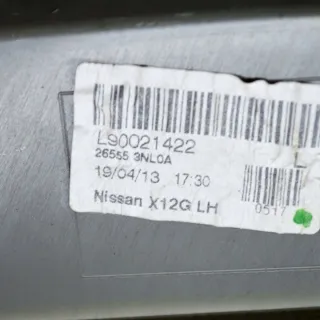 L90021422
26555 3NL0A
L
19/04/13 17:30
Nissan X12G LH
0517